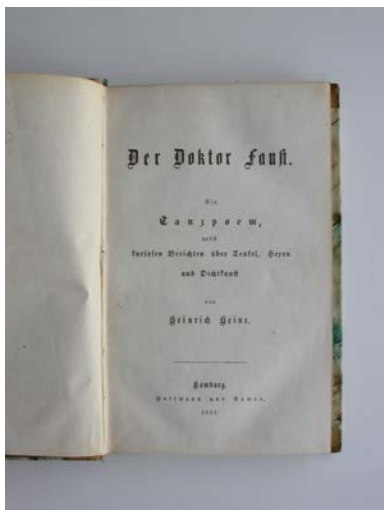 Der Doktor Faust.
Ein
Tanzpoem,
nebst
kuriosen Berichten über Teufel, Hexen
und Dichtkunst
von
Heinrich Heine.
Hamburg.
Hoffmann und Campe.
1851.